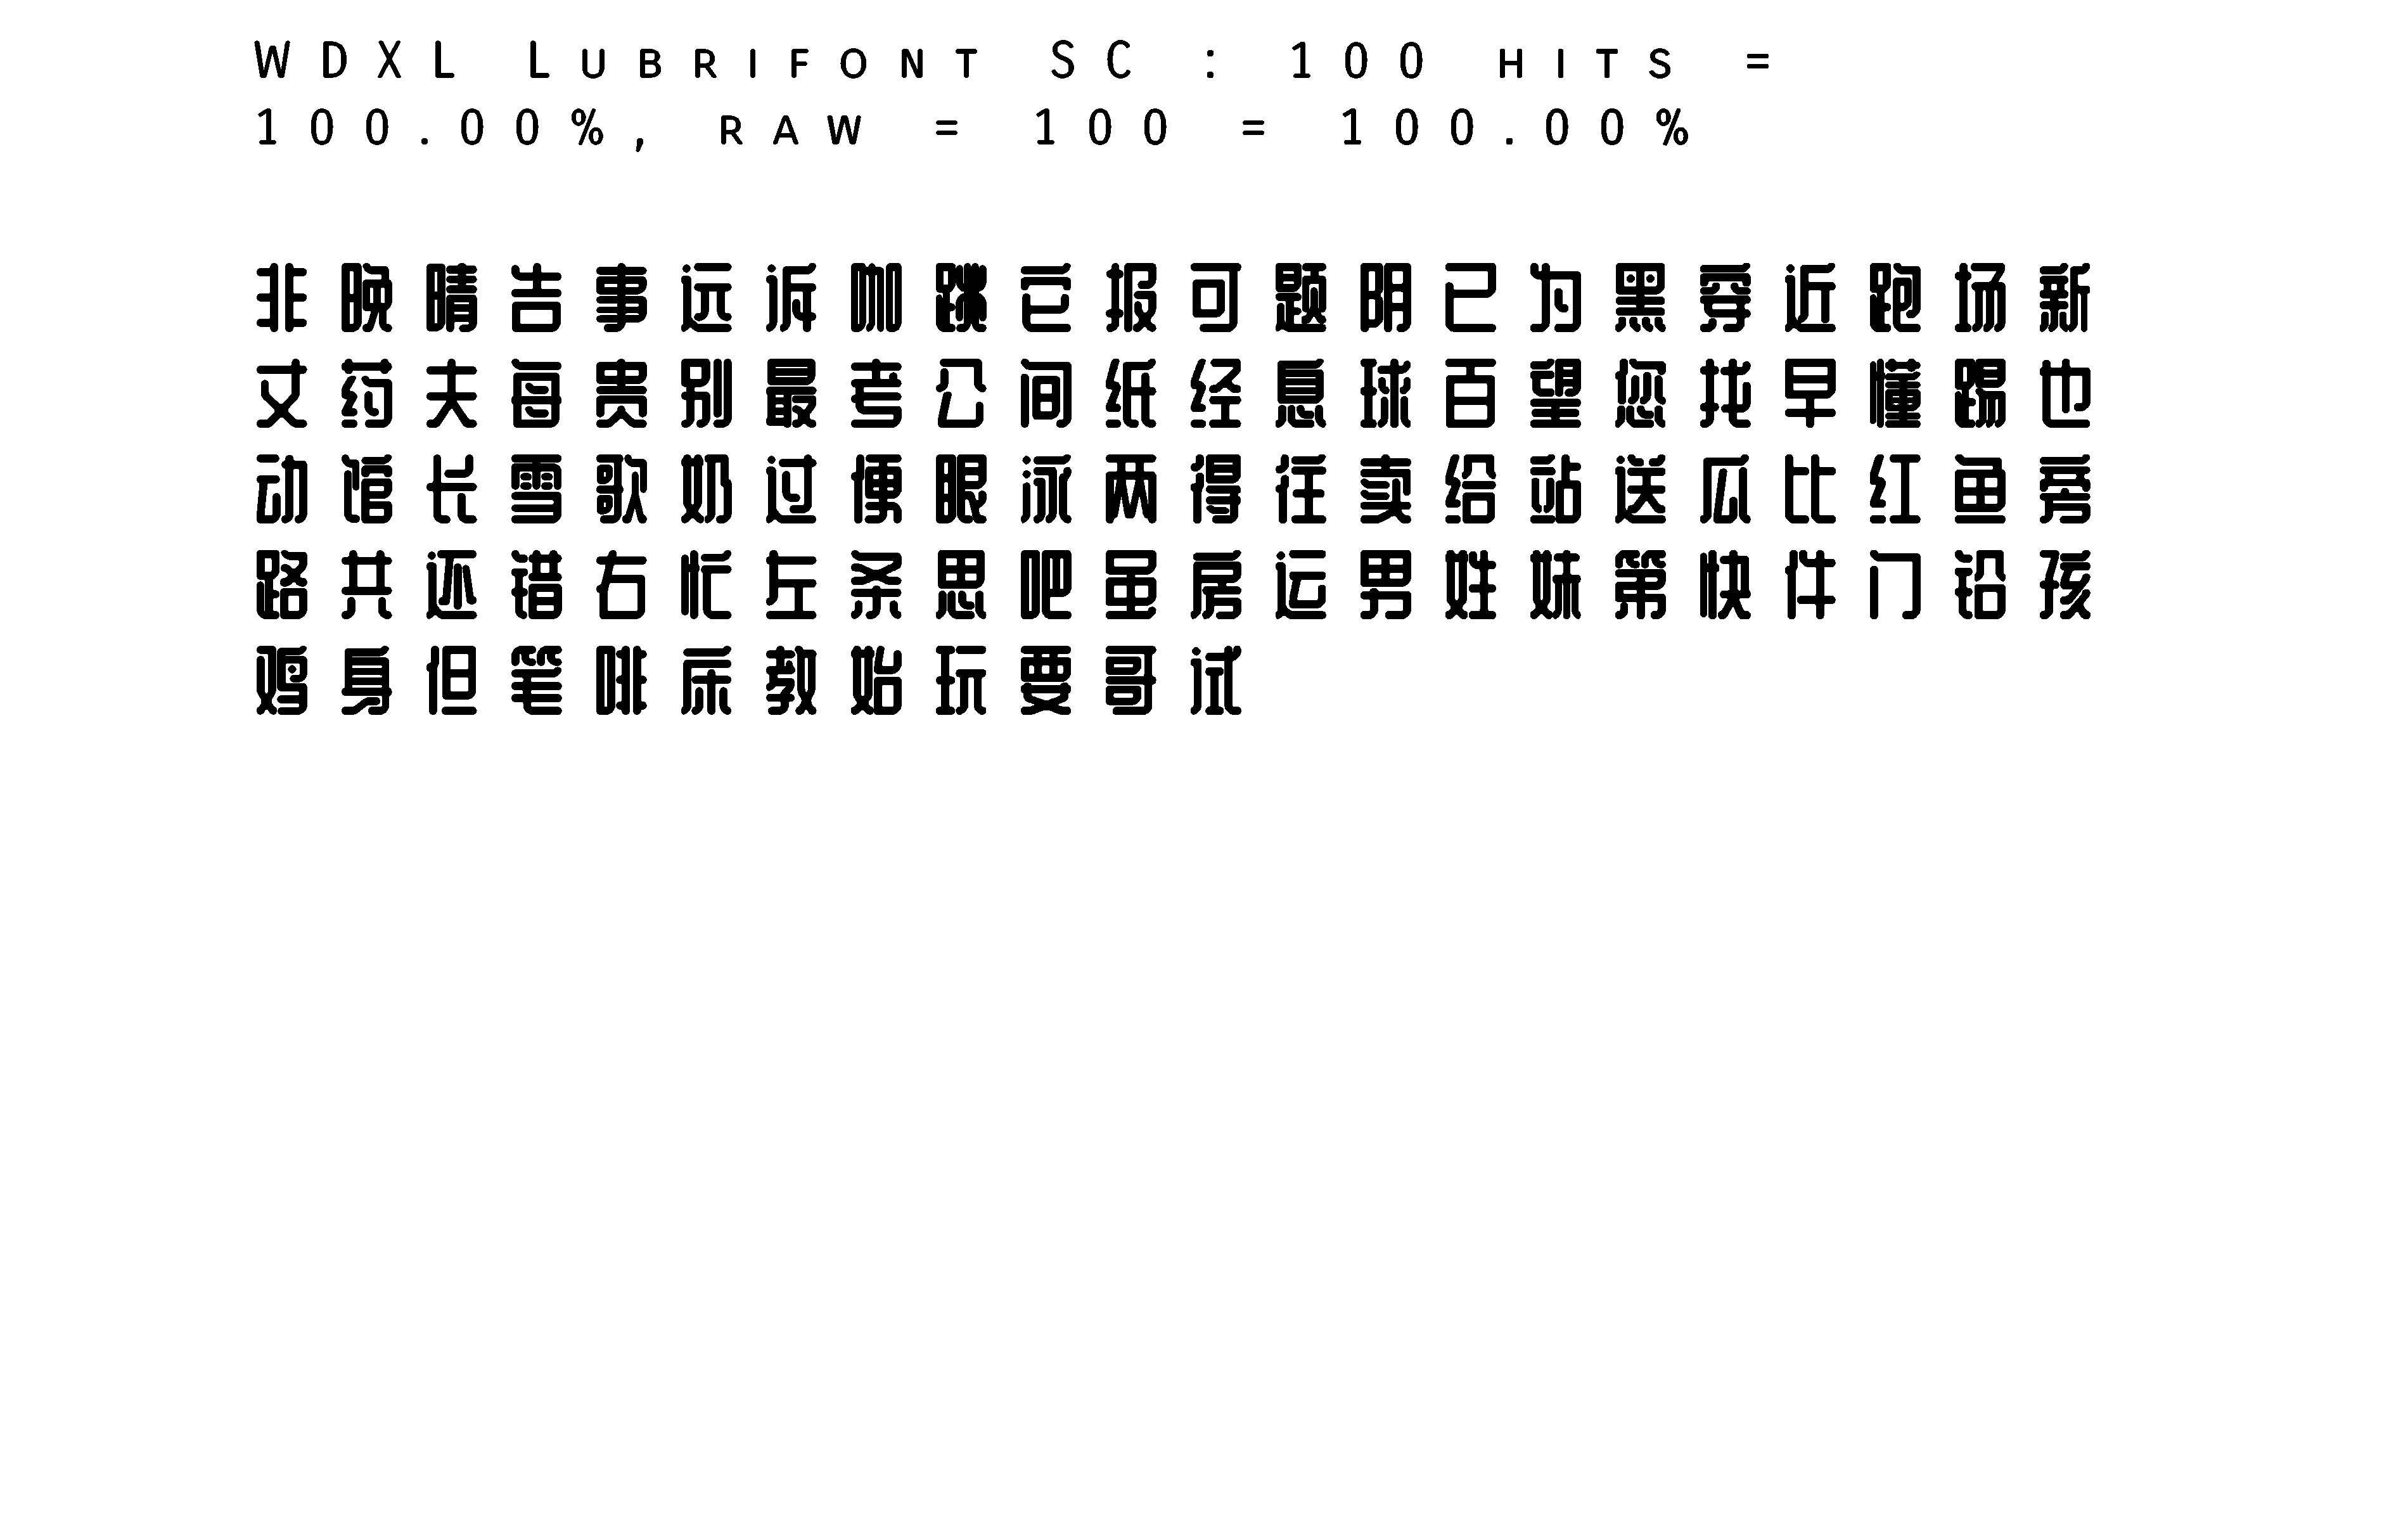 WDXL Lubrifont SC : 100 hits =
100.00%, raw = 100 = 100.00%
非晚晴告事远诉咖跳它报可题阴已为黑穿近跑场新
丈药夫每贵别最考公间纸经息球百望您找早懂踢也
动馆长雪歌奶过便眼泳两得往卖给站送瓜比红鱼旁
路共还错右忙左条思吧虽房运男姓妹第快件门铅孩
鸡身但笔啡床教始玩要哥试